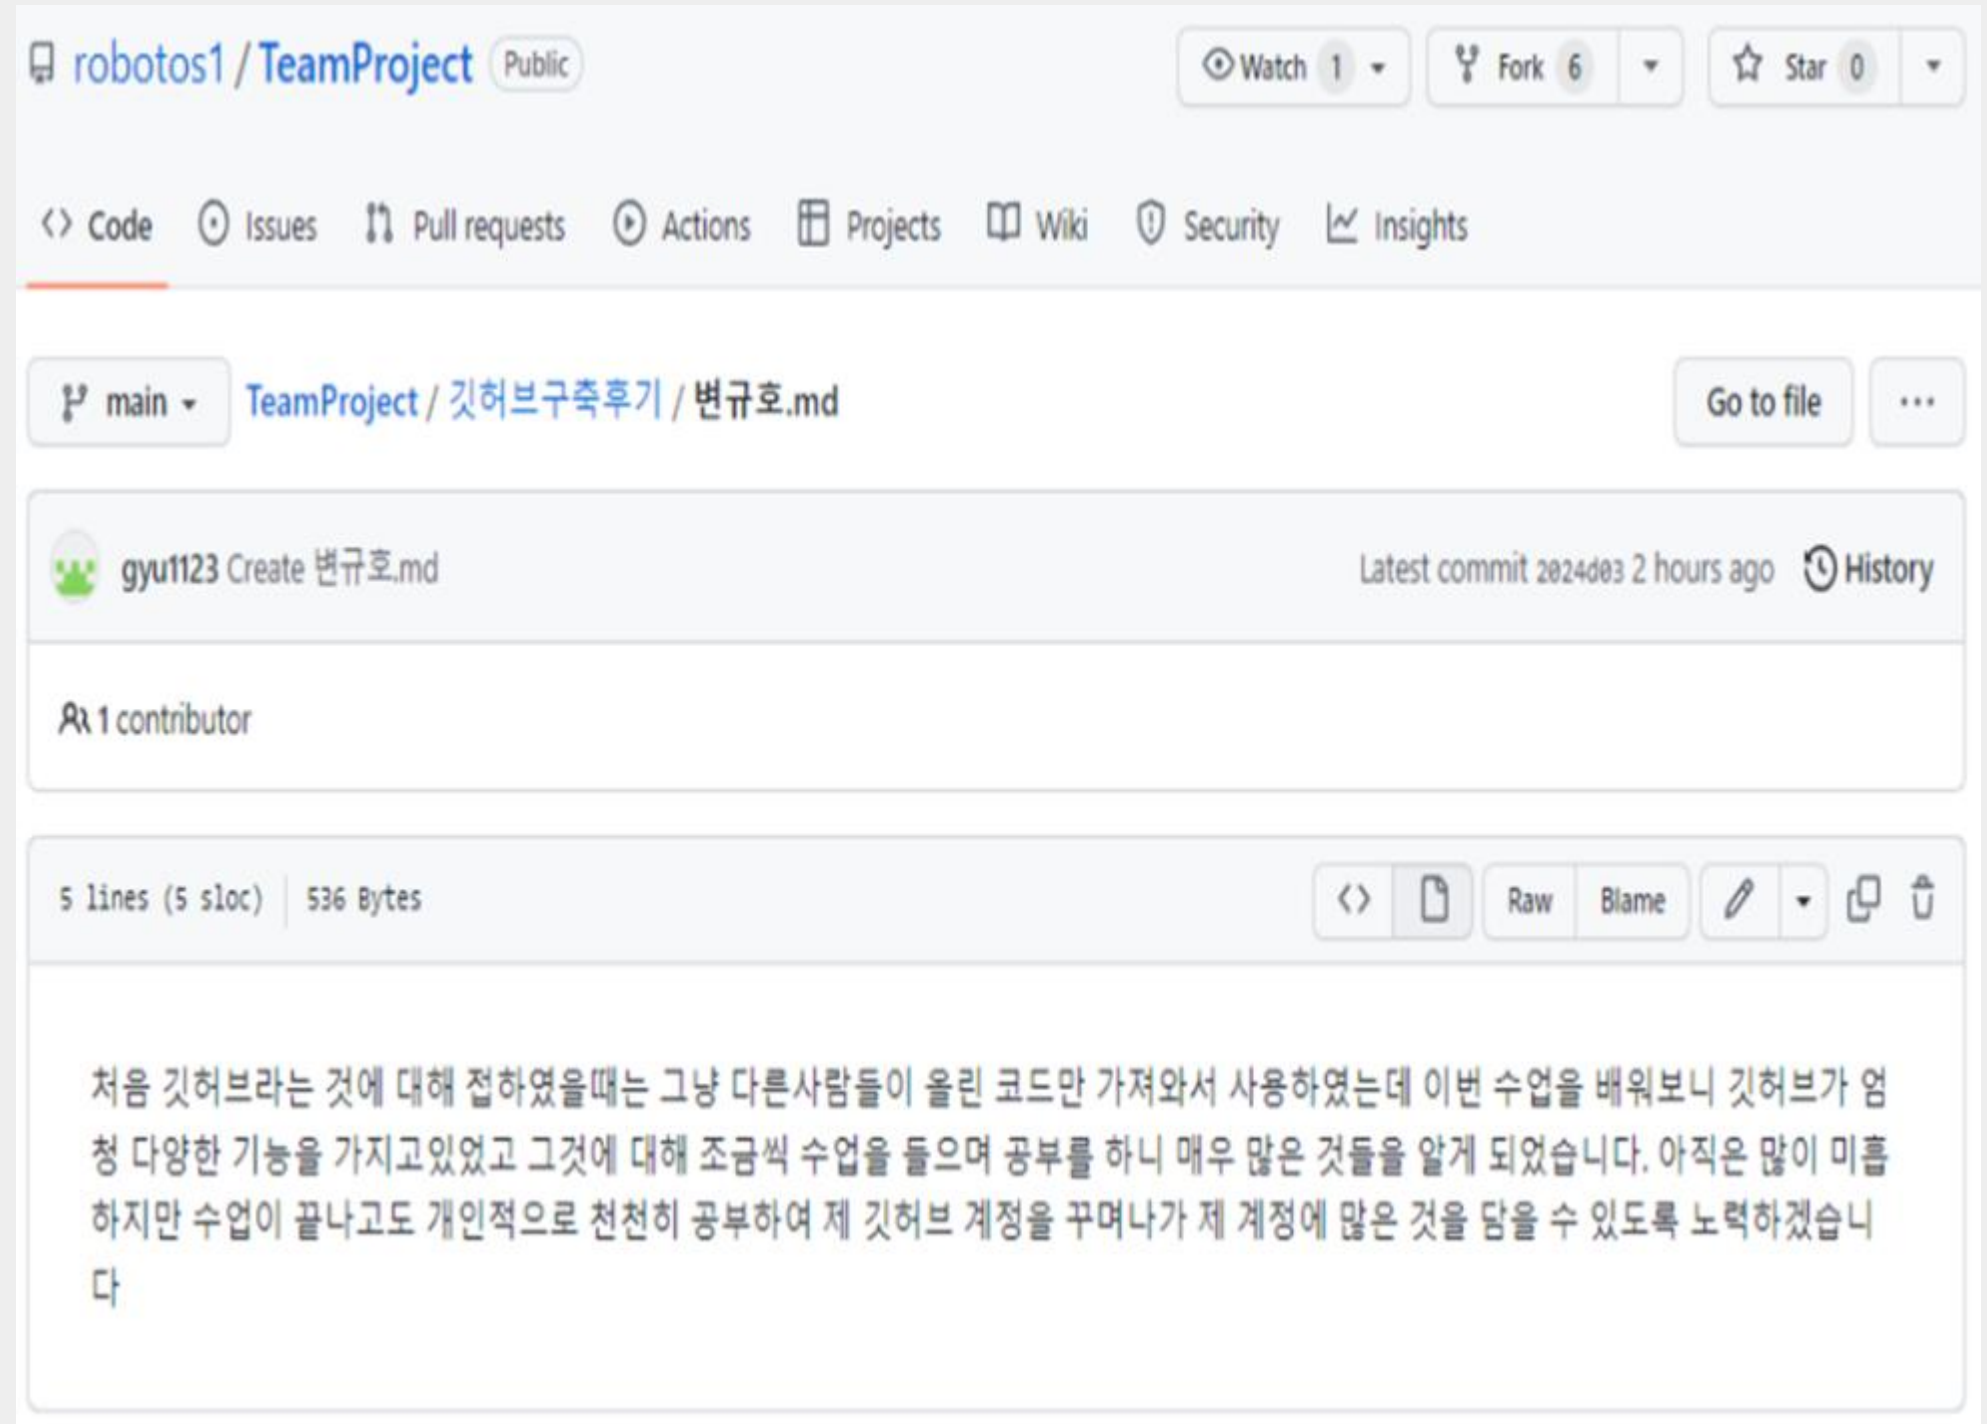 robotos1 / TeamProject Public Watch 1 Fork 6 Star 0
Code Issues Pull requests Actions Projects Wiki Security Insights
main TeamProject / 깃허브구축후기 / 변규호.md Go to file ...
gyu1123 Create 변규호.md Latest commit 2024d03 2 hours ago History
1 contributor
5 lines (5 sloc) 536 Bytes <> Raw Blame
처음 깃허브라는 것에 대해 접하였을때는 그냥 다른사람들이 올린 코드만 가져와서 사용하였는데 이번 수업을 배워보니 깃허브가 엄
청 다양한 기능을 가지고있었고 그것에 대해 조금씩 수업을 들으며 공부를 하니 매우 많은 것들을 알게 되었습니다. 아직은 많이 미흡
하지만 수업이 끝나고도 개인적으로 천천히 공부하여 제 깃허브 계정을 꾸며나가 제 계정에 많은 것을 담을 수 있도록 노력하겠습니
다